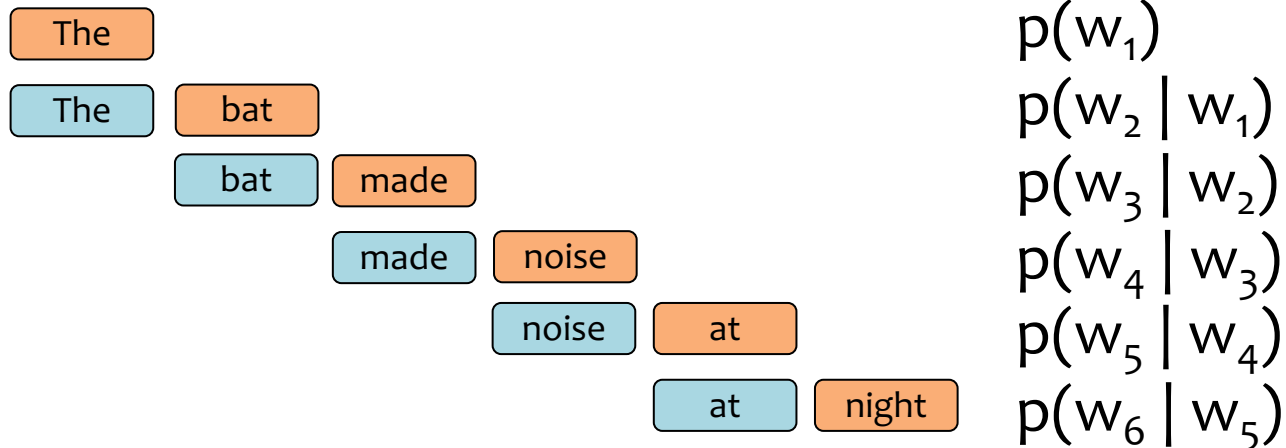 The p(w₁)
The bat p(w₂ | w₁)
bat made p(w₃ | w₂)
made noise p(w₄ | w₃)
noise at p(w₅ | w₄)
at night p(w₆ | w₅)